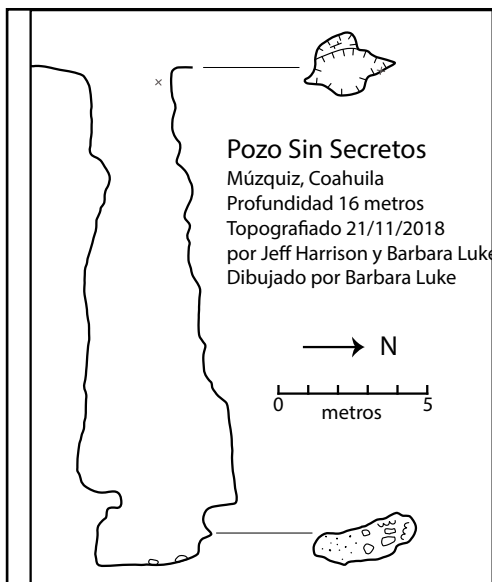 Pozo Sin Secretos
Múzquiz, Coahuila
Profundidad 16 metros
Topografiado 21/11/2018
por Jeff Harrison y Barbara Luke
Dibujado por Barbara Luke
N
0 5
metros